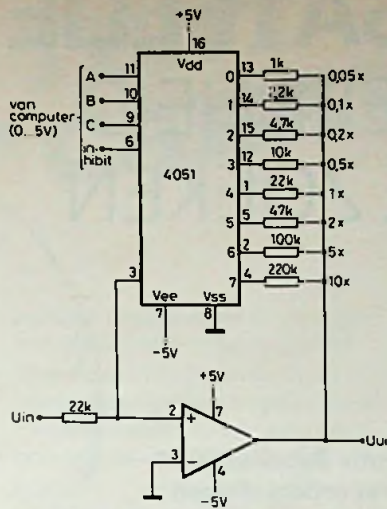 +5V
16
Vdd
11
A
10
B
9
C
6
inhibit
van
computer
(0...5V)
4051
0
13
1k
0,05x
1
14
2,2k
0,1x
2
15
4,7k
0,2x
3
12
10k
0,5x
4
1
22k
1x
5
5
47k
2x
6
2
100k
5x
7
4
220k
10x
3
Vee
7
-5V
Vss
8
Uin
22k
2
+
+5V
7
3
−
4
-5V